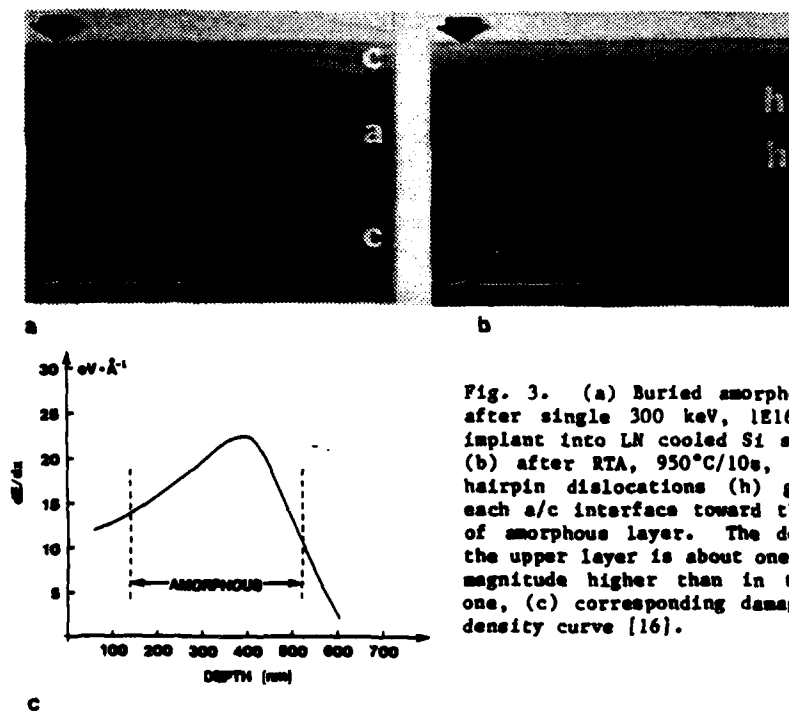 c
a
c
h
h
a
b
30
eV·Å⁻¹
25
20
15
10
5
dE/dx
AMORPHOUS
100 200 300 400 500 600 700
DEPTH (nm)
c
Fig. 3. (a) Buried amorph
after single 300 keV, 1E16
implant into LN cooled Si s
(b) after RTA, 950°C/10s,
hairpin dislocations (h) g
each a/c interface toward t
of amorphous layer. The d
the upper layer is about one
magnitude higher than in t
one, (c) corresponding damag
density curve [16].